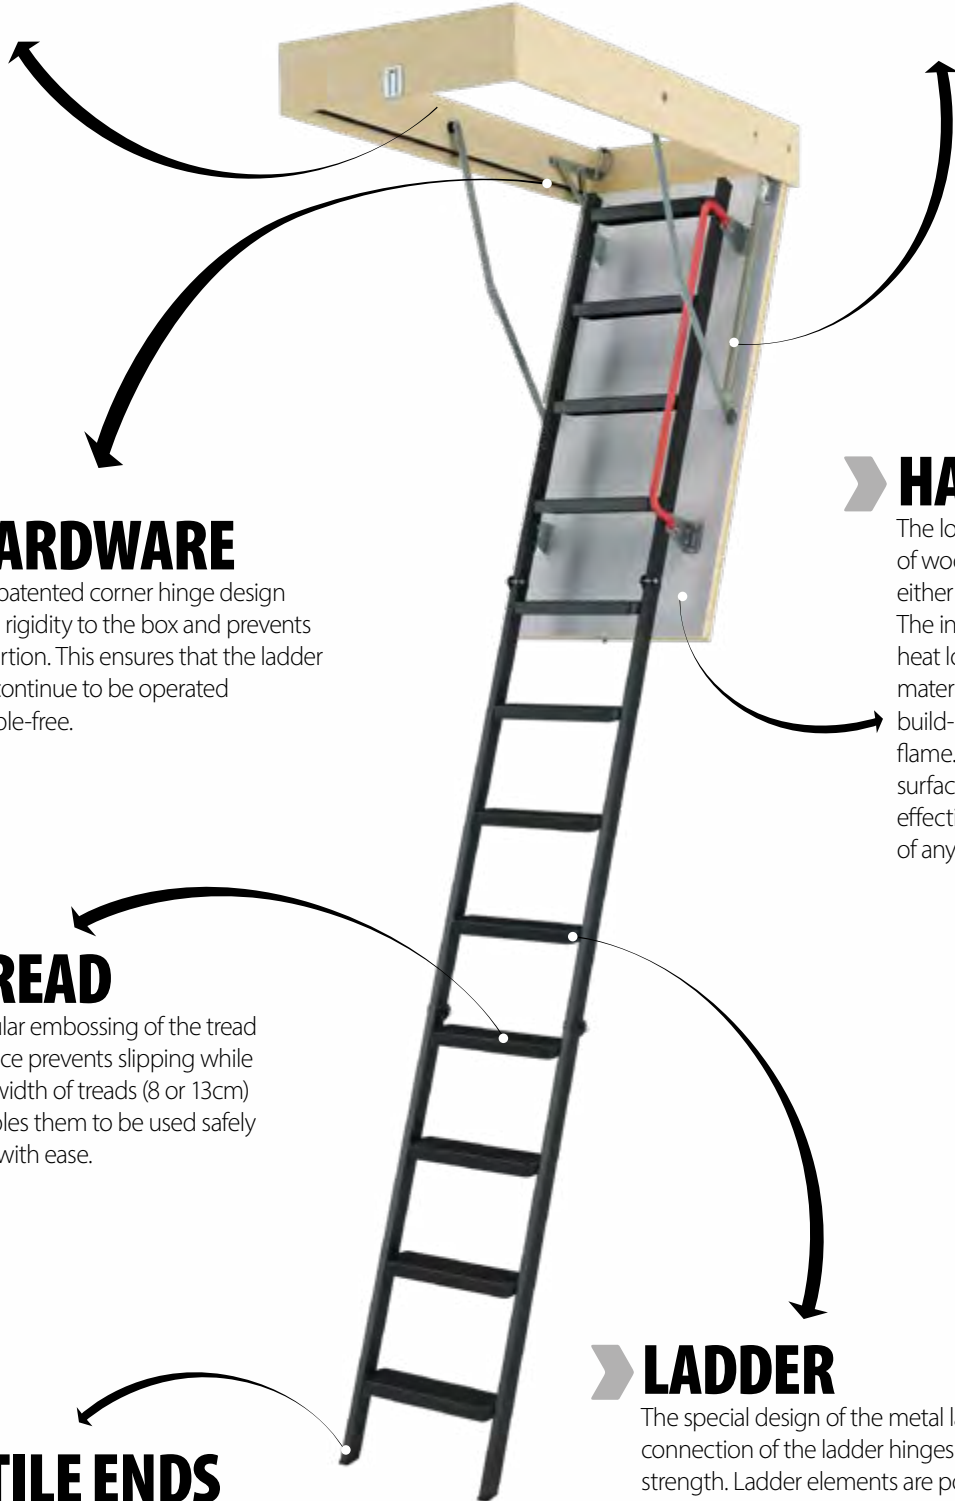 ARDWARE
patented corner hinge design
rigidity to the box and prevents
rtion. This ensures that the ladder
continue to be operated
ble-free.
HA
The lo
of woo
either
The in
heat lo
mater
build-
flame.
surfac
effecti
of any
READ
ular embossing of the tread
ce prevents slipping while
width of treads (8 or 13cm)
bles them to be used safely
with ease.
LADDER
The special design of the metal la
connection of the ladder hinges
strength. Ladder elements are po
TILE ENDS